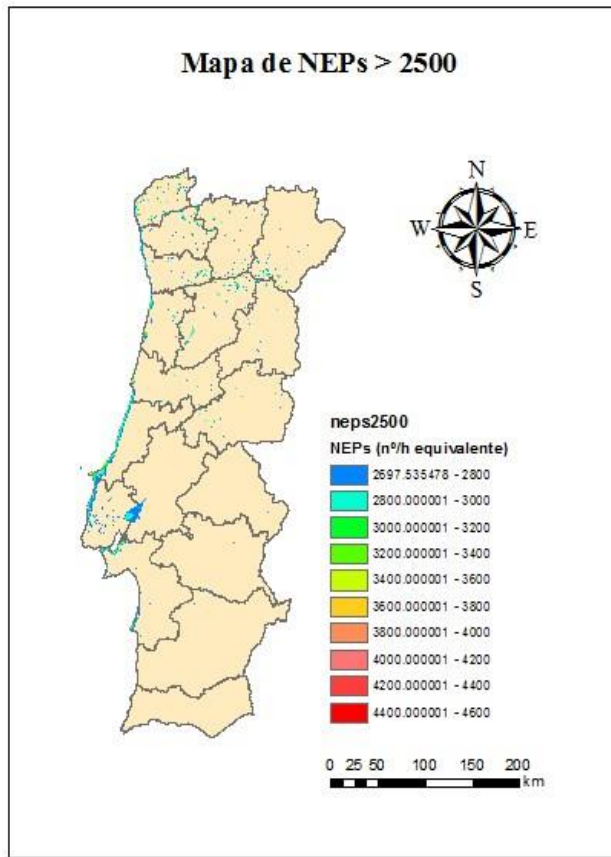 Mapa de NEPs > 2500
N
W
E
S
neps2500
NEPs (nº/h equivalente)
2697.535478 - 2800
2800.000001 - 3000
3000.000001 - 3200
3200.000001 - 3400
3400.000001 - 3600
3600.000001 - 3800
3800.000001 - 4000
4000.000001 - 4200
4200.000001 - 4400
4400.000001 - 4600
0 25 50 100 150 200
km